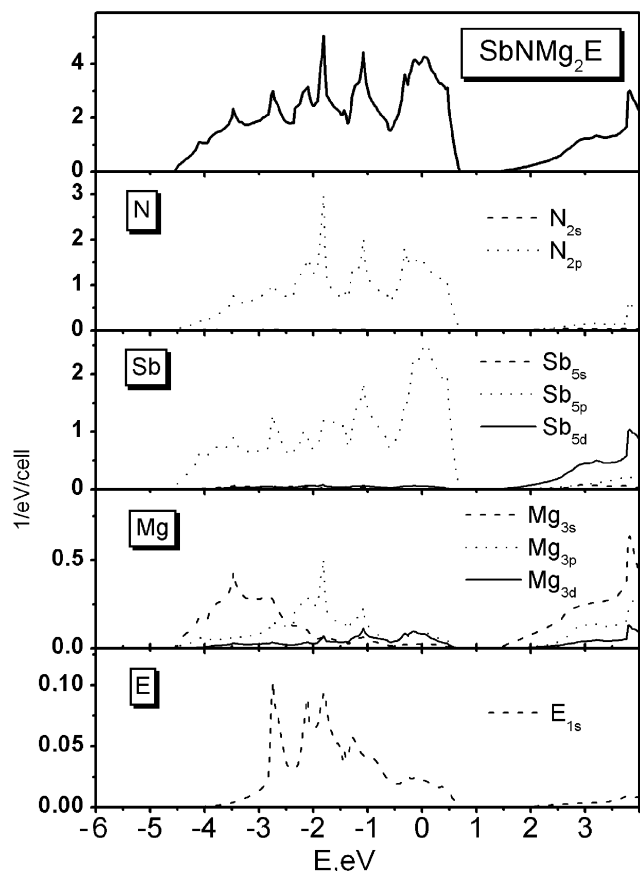 SbNMg₂E
4
2
0
N
N₂ₛ
N₂ₚ
3
2
1
0
Sb
Sb₅ₛ
Sb₅ₚ
Sb₅d
2
1
0
1/eV/cell
Mg
Mg₃ₛ
Mg₃ₚ
Mg₃d
0.5
0.0
E
E₁ₛ
0.10
0.05
0.00
-6 -5 -4 -3 -2 -1 0 1 2 3
E,eV